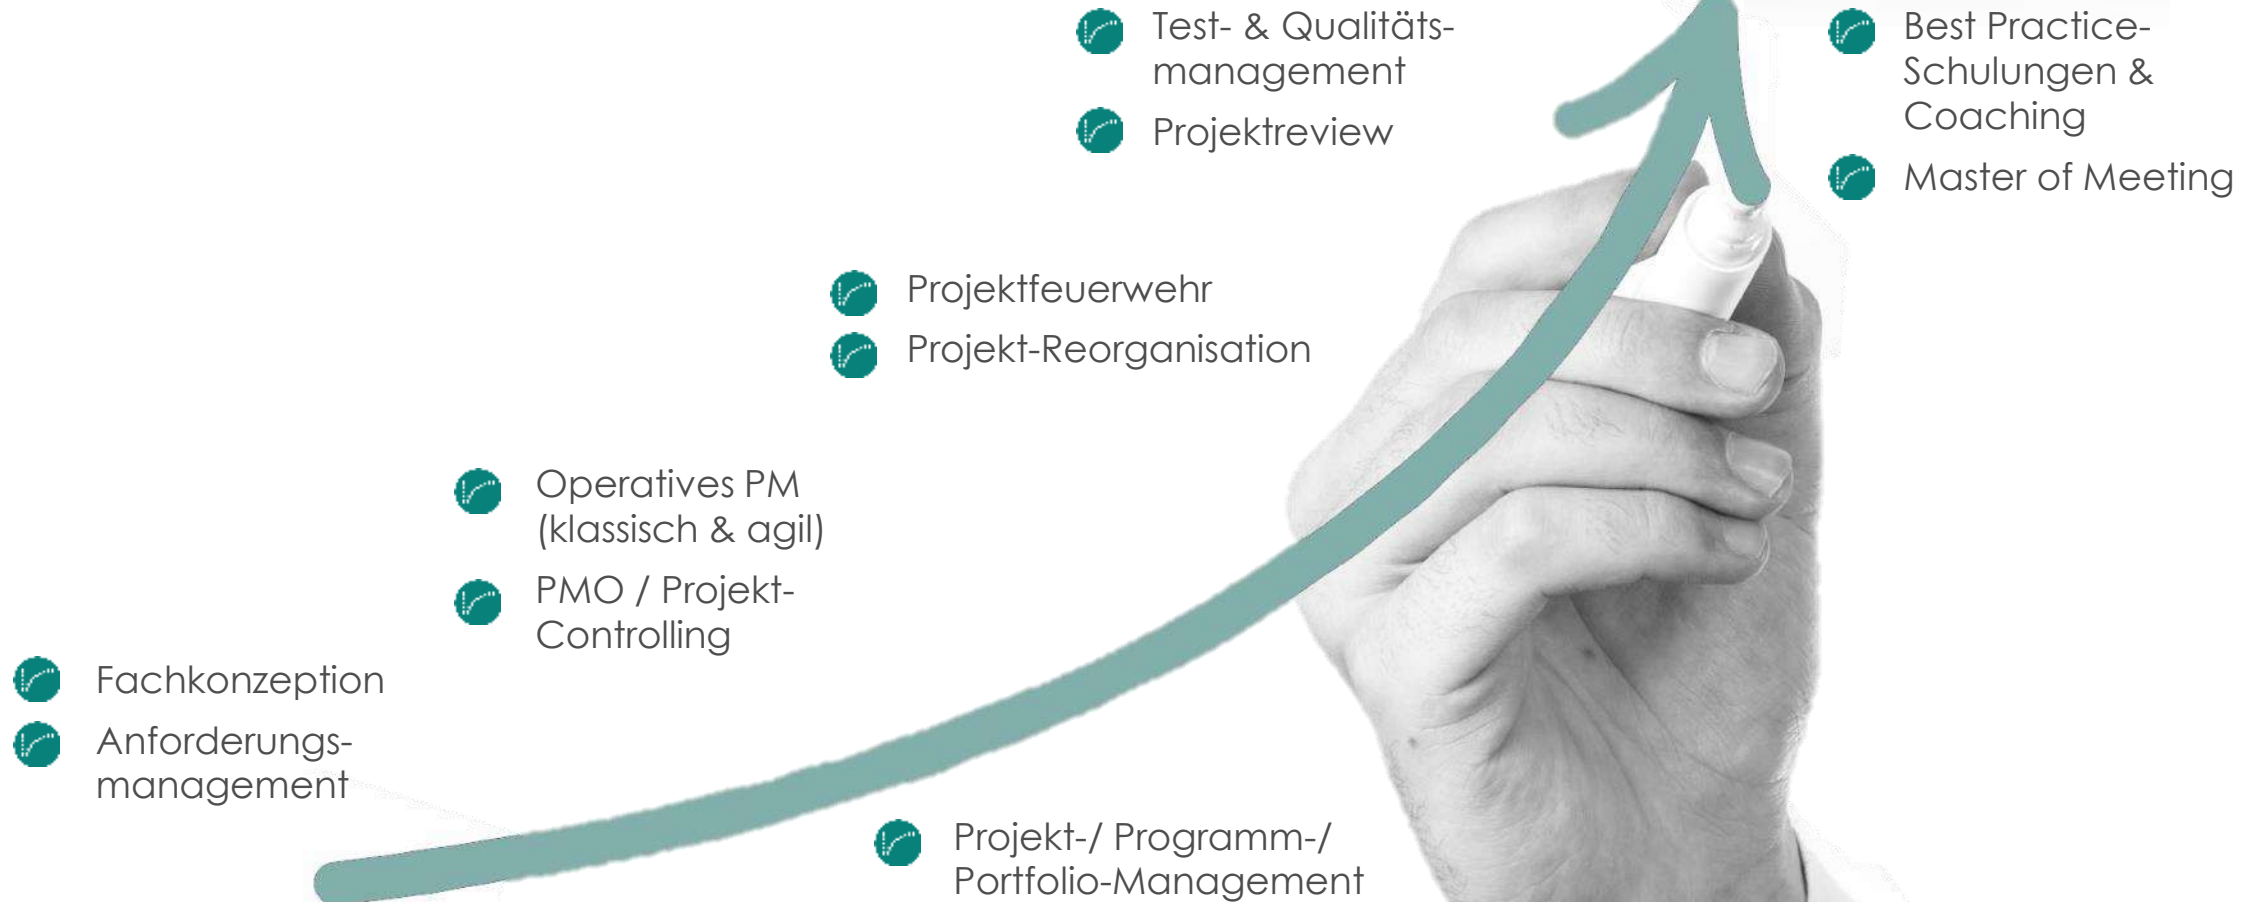 Test- & Qualitäts-
management
Projektreview
Best Practice-
Schulungen &
Coaching
Master of Meeting
Projektfeuerwehr
Projekt-Reorganisation
Operatives PM
(klassisch & agil)
PMO / Projekt-
Controlling
Fachkonzeption
Anforderungs-
management
Projekt-/ Programm-/
Portfolio-Management